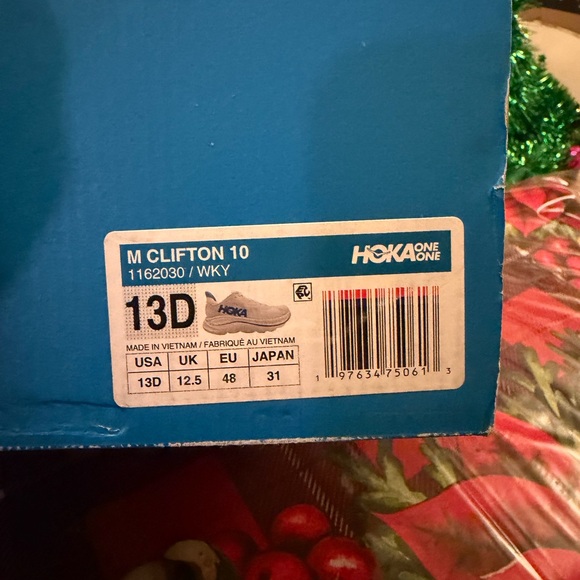 M CLIFTON 10
HOKA ONE ONE
1162030 / WKY
13D
HOKA
MADE IN VIETNAM / FABRIQUÉ AU VIETNAM
USA UK EU JAPAN
13D 12.5 48 31
1 97634 75061 3